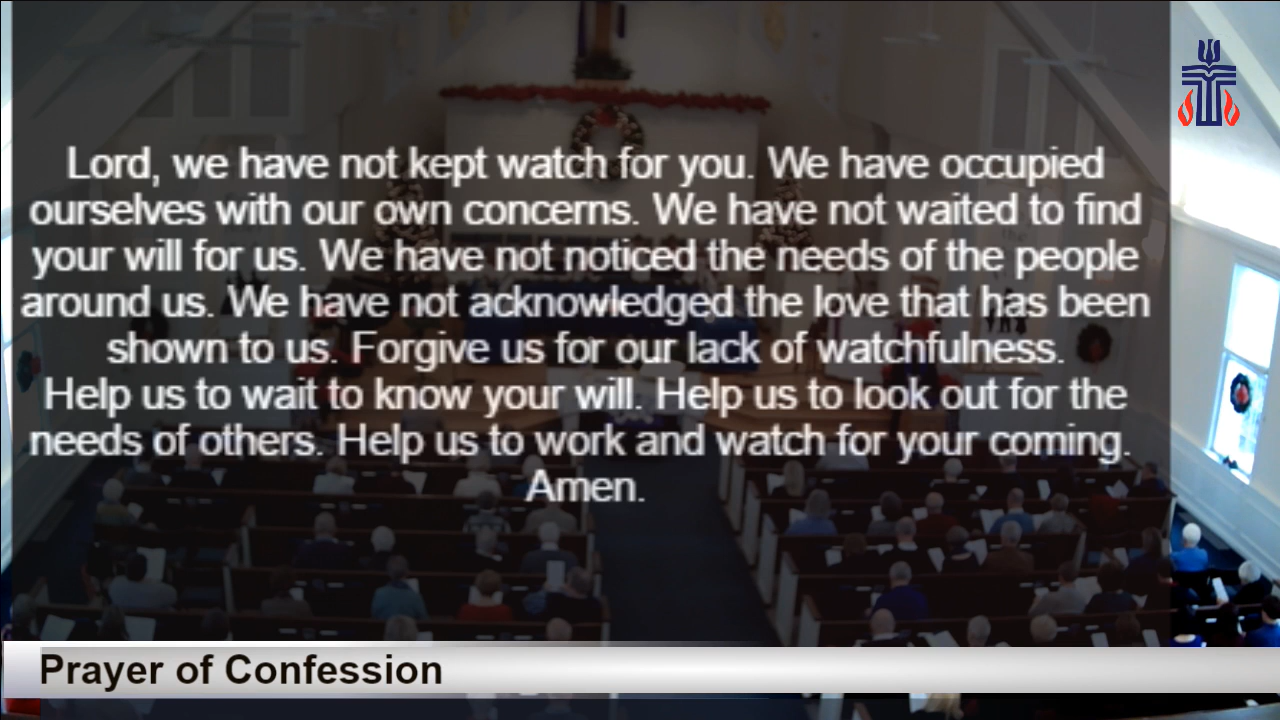 Lord, we have not kept watch for you. We have occupied
ourselves with our own concerns. We have not waited to find
your will for us. We have not noticed the needs of the people
around us. We have not acknowledged the love that has been
shown to us. Forgive us for our lack of watchfulness.
Help us to wait to know your will. Help us to look out for the
needs of others. Help us to work and watch for your coming.
Amen.
Prayer of Confession